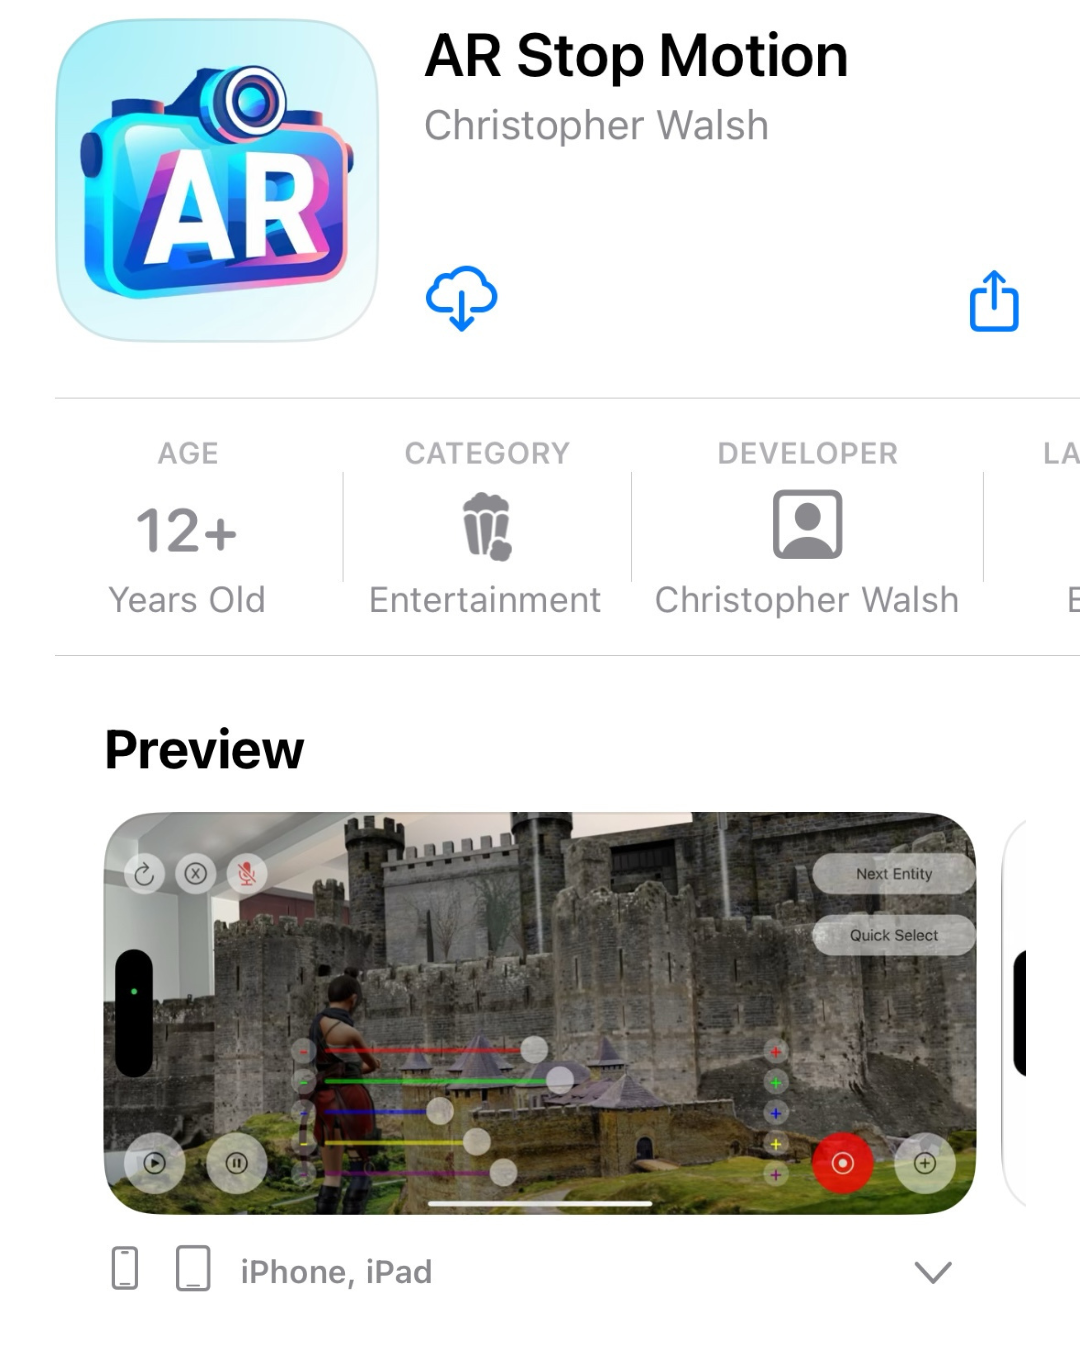 AR
AR Stop Motion
Christopher Walsh
AGE
12+
Years Old
CATEGORY
Entertainment
DEVELOPER
Christopher Walsh
LA
E
Preview
X
Next Entity
Quick Select
iPhone, iPad